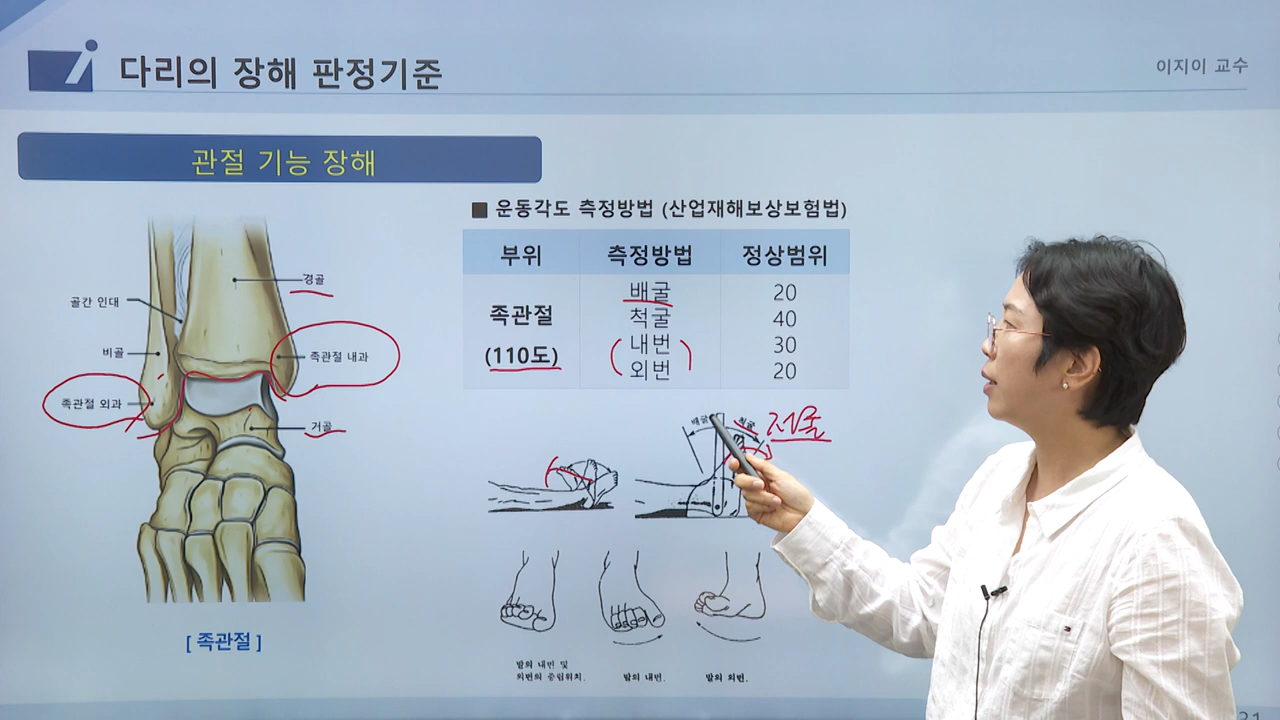 다리의 장해 판정기준
이지이 교수
관절 기능 장해
■ 운동각도 측정방법 (산업재해보상보험법)
부위 측정방법 정상범위
족관절
(110도)
배굴 20
척굴 40
내번 30
외번 20
경골
골간 인대
비골
족관절 내과
족관절 외과
거골
[ 족관절 ]
배굴
척굴
저굴
발의 내번 및
외번의 중립위치.
발의 내번.
발의 외번.
21